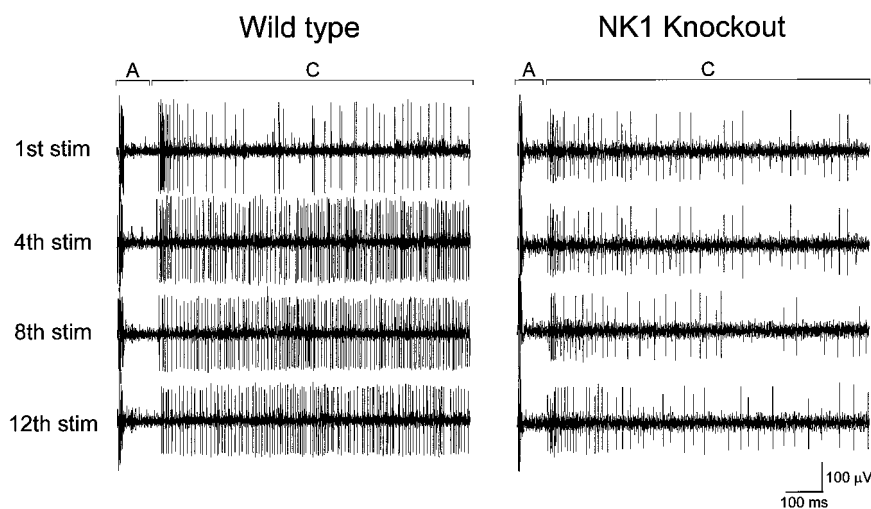 Wild type
NK1 Knockout
A C
A C
1st stim
4th stim
8th stim
12th stim
100 µV
100 ms